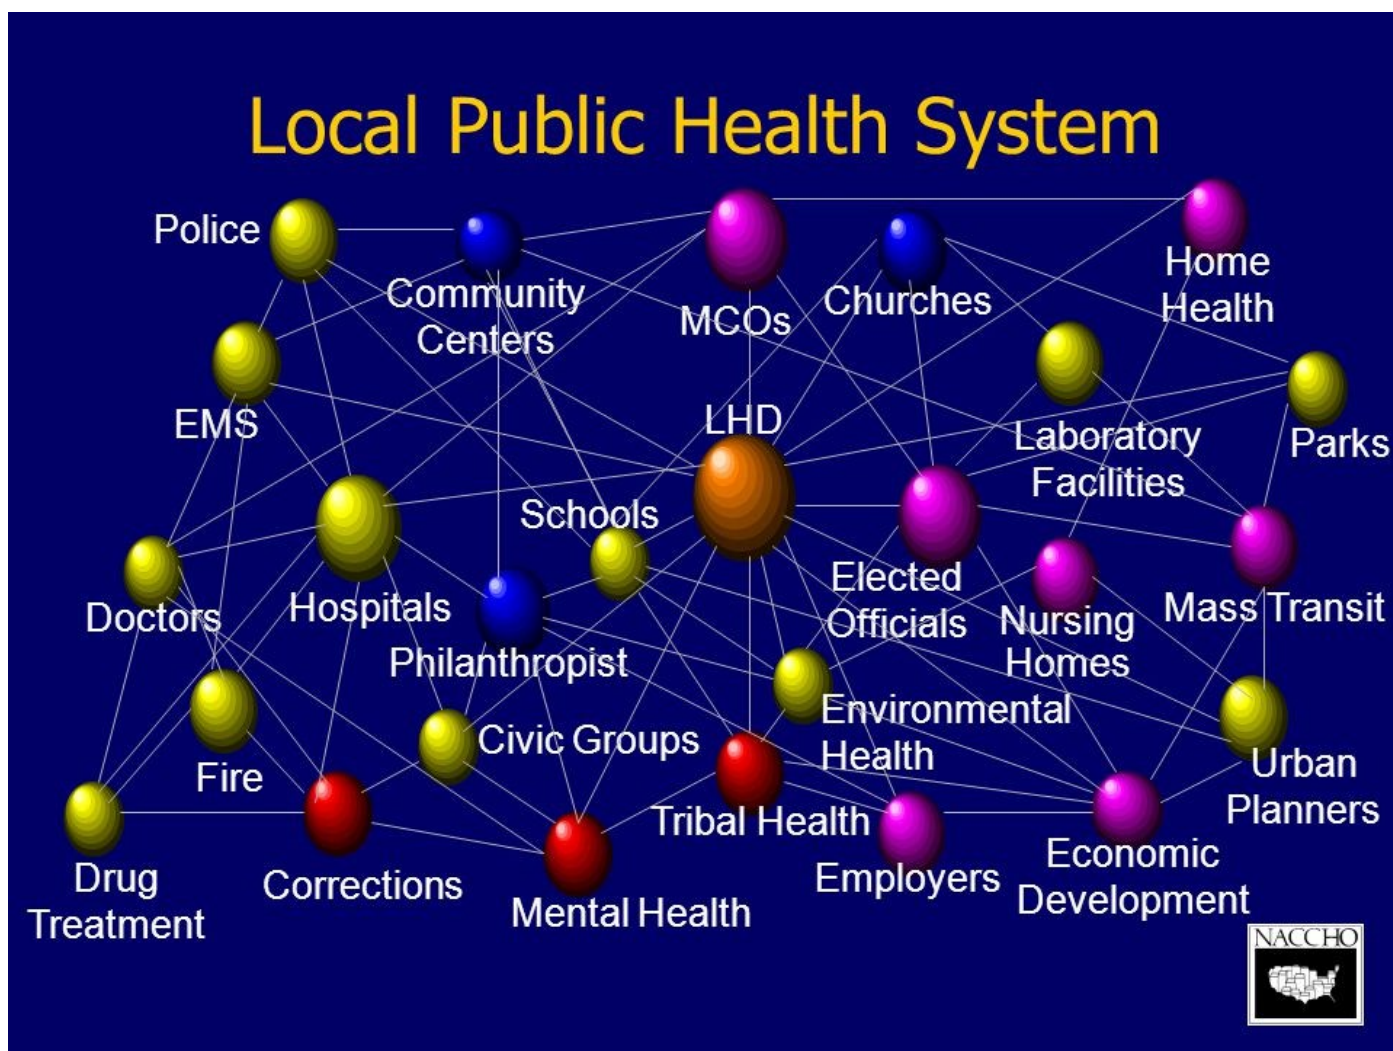 Local Public Health System
Police
Community
Centers
MCOs
Churches
Home
Health
EMS
LHD
Laboratory
Facilities
Parks
Schools
Doctors
Hospitals
Philanthropist
Elected
Officials
Nursing
Homes
Mass Transit
Fire
Civic Groups
Environmental
Health
Tribal Health
Urban
Planners
Drug
Treatment
Corrections
Mental Health
Employers
Economic
Development
NACCHO